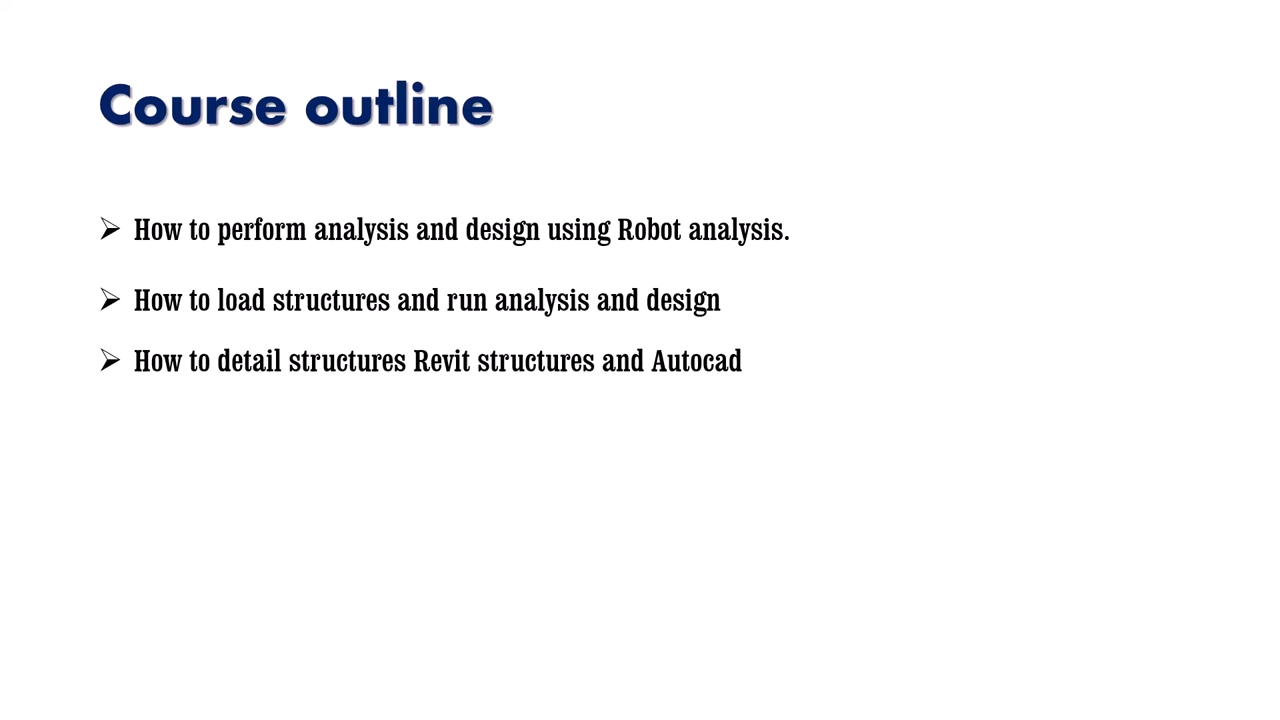 Course outline
➢ How to perform analysis and design using Robot analysis.
➢ How to load structures and run analysis and design
➢ How to detail structures Revit structures and Autocad